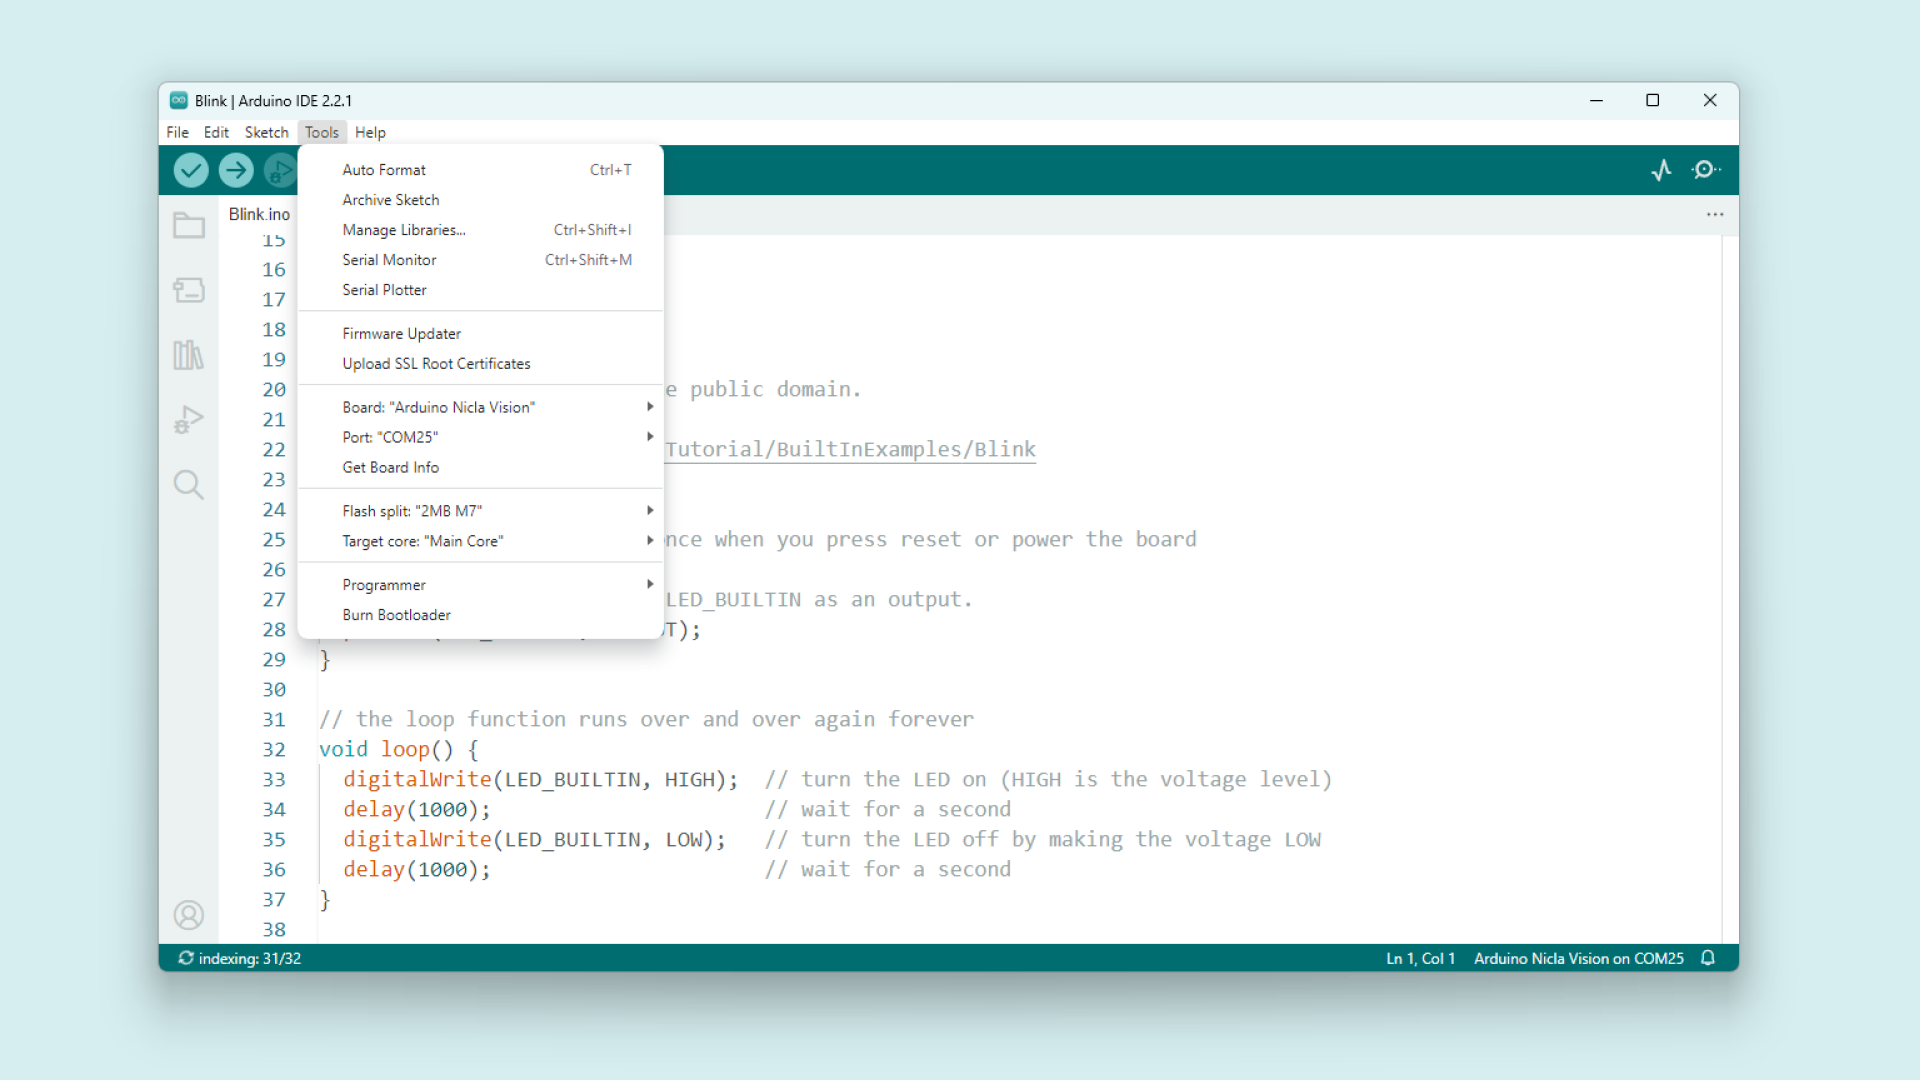 Blink | Arduino IDE 2.2.1
File Edit Sketch Tools Help
Auto Format Ctrl+T
Archive Sketch
Manage Libraries... Ctrl+Shift+I
Serial Monitor Ctrl+Shift+M
Serial Plotter
Firmware Updater
Upload SSL Root Certificates
Board: "Arduino Nicla Vision"
Port: "COM25"
Get Board Info
Flash split: "2MB M7"
Target core: "Main Core"
Programmer
Burn Bootloader
Blink.ino
15
16
17
18
19
20 e public domain.
21
22 Tutorial/BuiltInExamples/Blink
23
24
25 nce when you press reset or power the board
26
27 LED_BUILTIN as an output.
28 T);
29 }
30
31 // the loop function runs over and over again forever
32 void loop() {
33 digitalWrite(LED_BUILTIN, HIGH); // turn the LED on (HIGH is the voltage level)
34 delay(1000); // wait for a second
35 digitalWrite(LED_BUILTIN, LOW); // turn the LED off by making the voltage LOW
36 delay(1000); // wait for a second
37 }
38
indexing: 31/32 Ln 1, Col 1 Arduino Nicla Vision on COM25